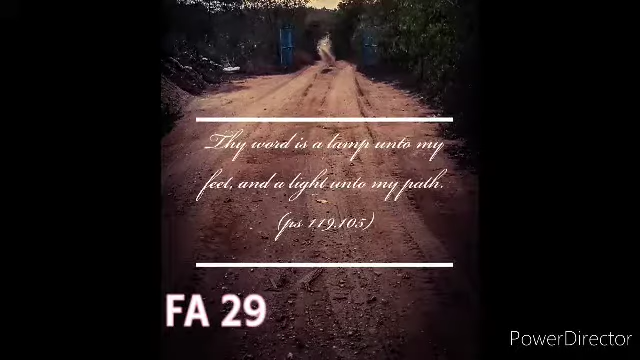 Thy word is a lamp unto my
feet, and a light unto my path.
(ps 119.105)
FA 29
PowerDirector